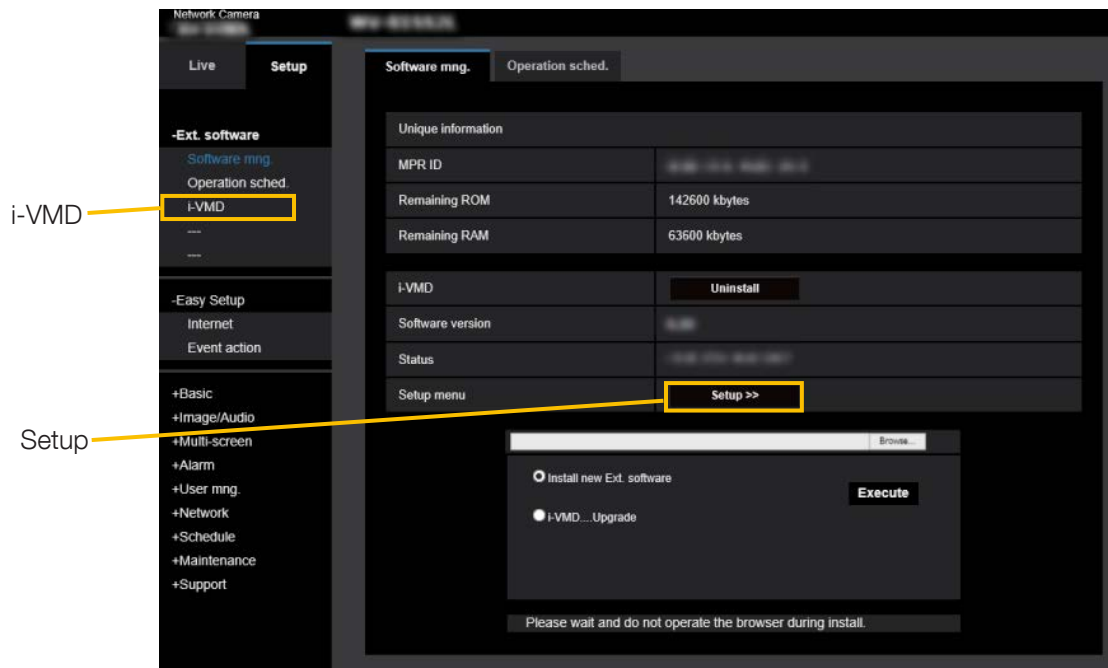 Network Camera
Live
Setup
Software mng.
Operation sched.
-Ext. software
Software mng.
Operation sched.
i-VMD
---
---
-Easy Setup
Internet
Event action
+Basic
+Image/Audio
+Multi-screen
+Alarm
+User mng.
+Network
+Schedule
+Maintenance
+Support
i-VMD
Setup
Unique information
MPR ID
Remaining ROM 142600 kbytes
Remaining RAM 63600 kbytes
i-VMD Uninstall
Software version
Status
Setup menu Setup >>
Browse...
Install new Ext. software
Execute
i-VMD....Upgrade
Please wait and do not operate the browser during install.